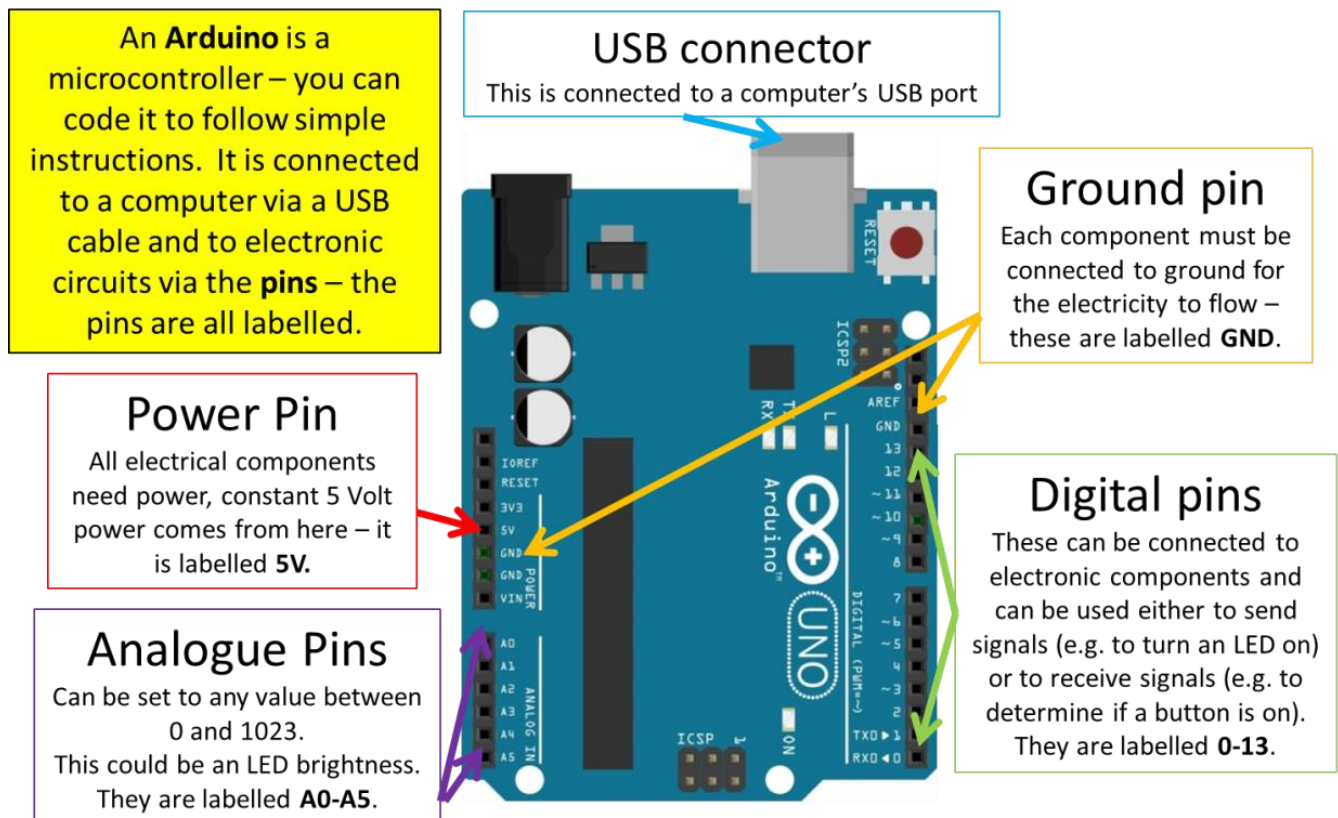 An Arduino is a
microcontroller – you can
code it to follow simple
instructions. It is connected
to a computer via a USB
cable and to electronic
circuits via the pins – the
pins are all labelled.
USB connector
This is connected to a computer's USB port
Ground pin
Each component must be
connected to ground for
the electricity to flow –
these are labelled GND.
Power Pin
All electrical components
need power, constant 5 Volt
power comes from here – it
is labelled 5V.
Analogue Pins
Can be set to any value between
0 and 1023.
This could be an LED brightness.
They are labelled A0-A5.
Digital pins
These can be connected to
electronic components and
can be used either to send
signals (e.g. to turn an LED on)
or to receive signals (e.g. to
determine if a button is on).
They are labelled 0-13.
RESET
ICSP2
AREF
GND
13
12
~11
~10
~9
8
7
~6
~5
4
~3
2
TX0▶1
RX0◀0
DIGITAL (PWM=~)
L
TX
RX
Arduino™
UNO
ON
ICSP
1
IOREF
RESET
3V3
5V
GND
GND
VIN
POWER
A0
A1
A2
A3
A4
A5
ANALOG IN